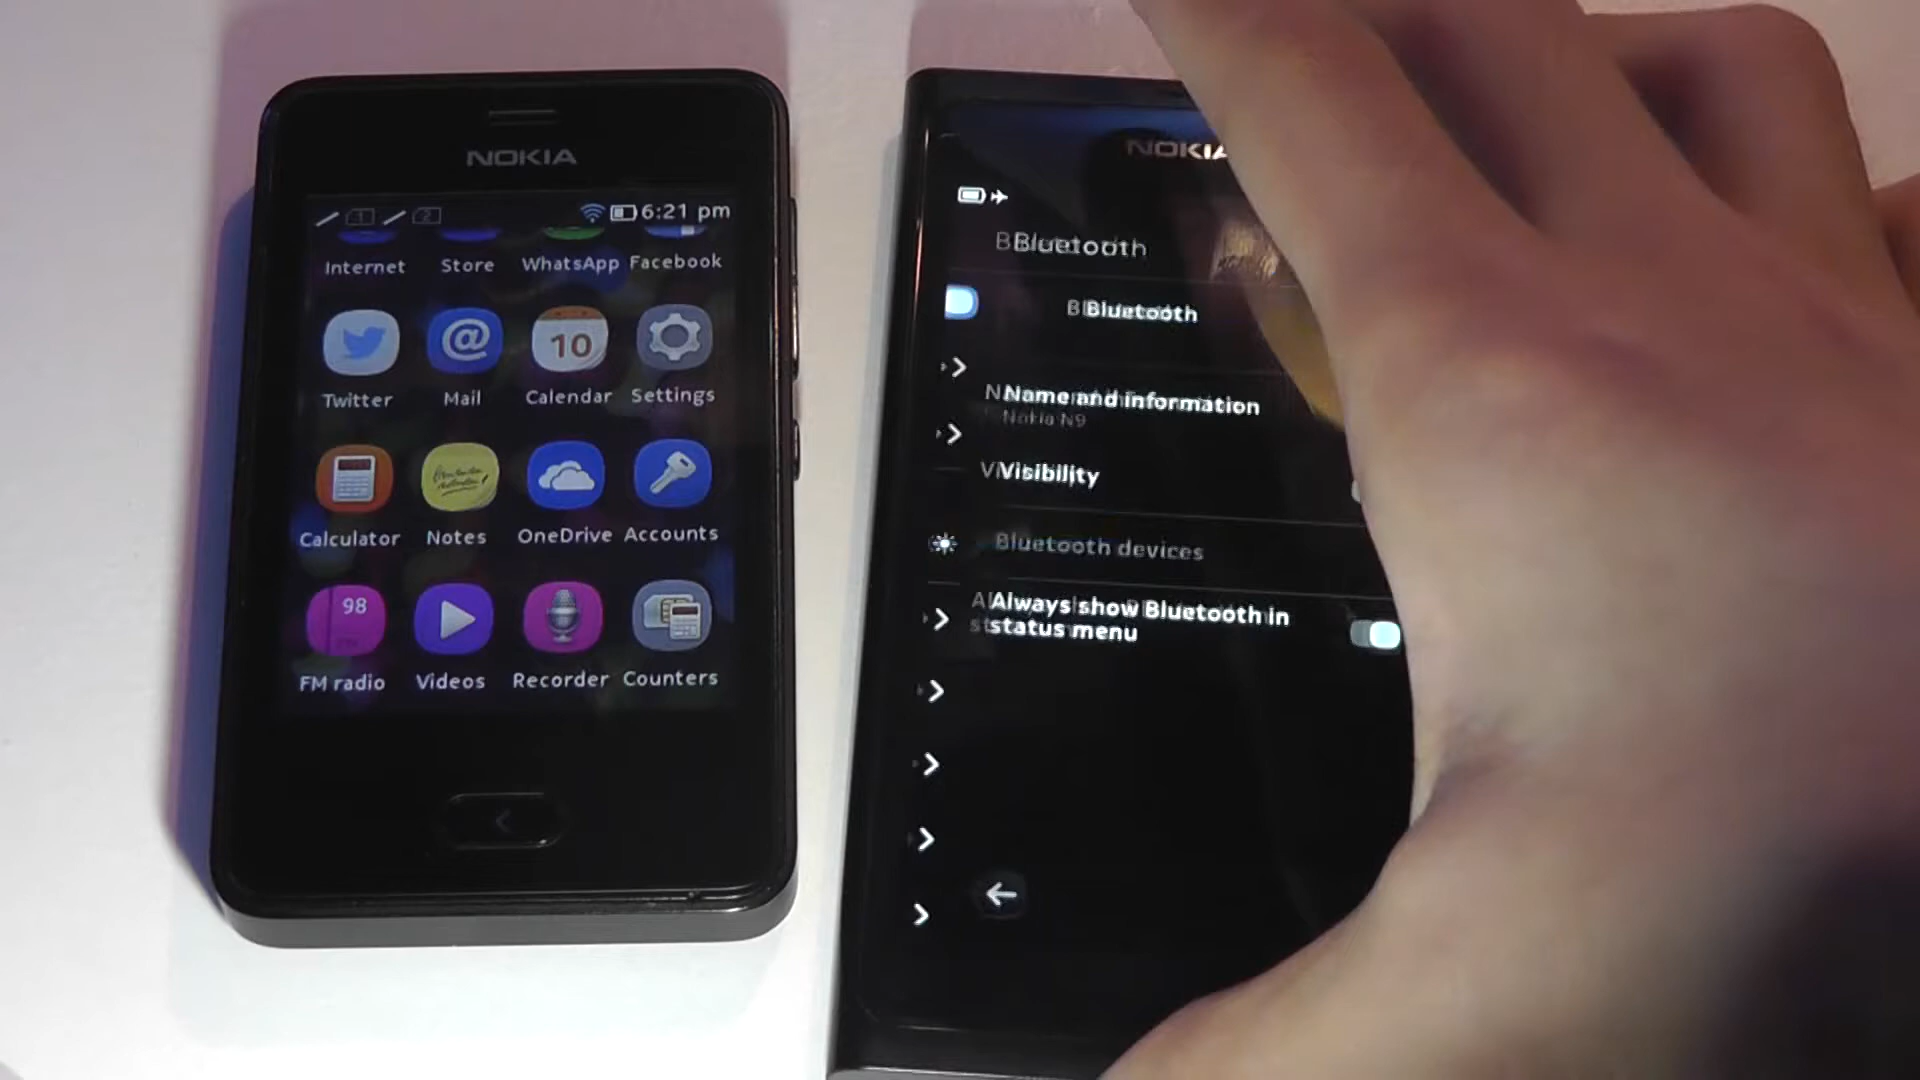 NOKIA
1 2 6:21 pm
Internet Store WhatsApp Facebook
10
Twitter Mail Calendar Settings
Calculator Notes OneDrive Accounts
98
FM radio Videos Recorder Counters
NOKIA
Bluetooth
Bluetooth
Name and information
Nokia N9
Visibility
Bluetooth devices
Always show Bluetooth in
status menu